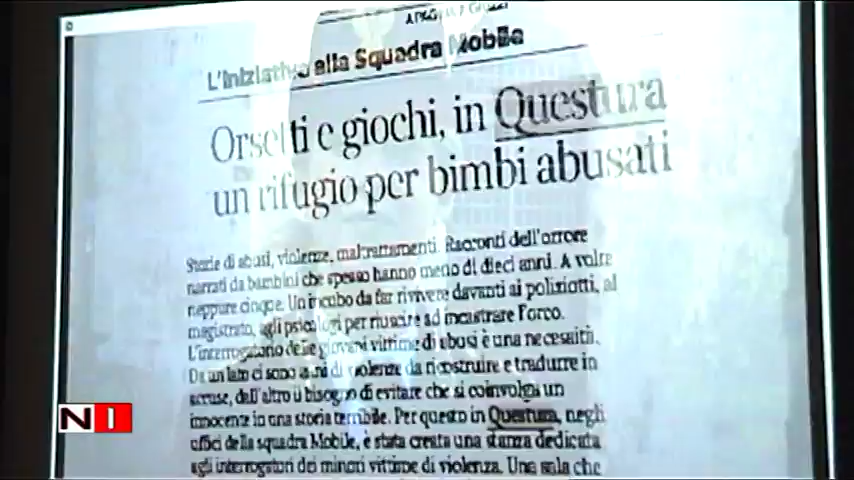 L'Iniziativa della Squadra Mobile
Orsetti e giochi, in Questura
un rifugio per bimbi abusati
Storie di abusi, violenze, maltrattamenti. Racconti dell'orrore
narrati da bambini che spesso hanno meno di dieci anni. A volte
neppure cinque. Un incubo da far rivivere davanti ai poliziotti, al
magistrato, agli psicologi per riuscire ad incastrare l'orco.
L'interrogatorio delle giovani vittime di abusi è una necessità.
Da un lato ci sono anni di violenze da ricostruire e tradurre in
accuse, dall'altro il bisogno di evitare che si coinvolga un
innocente in una storia terribile. Per questo in Questura, negli
uffici della squadra Mobile, è stata creata una stanza dedicata
agli interrogatori dei minori vittime di violenza. Una sala che
N1